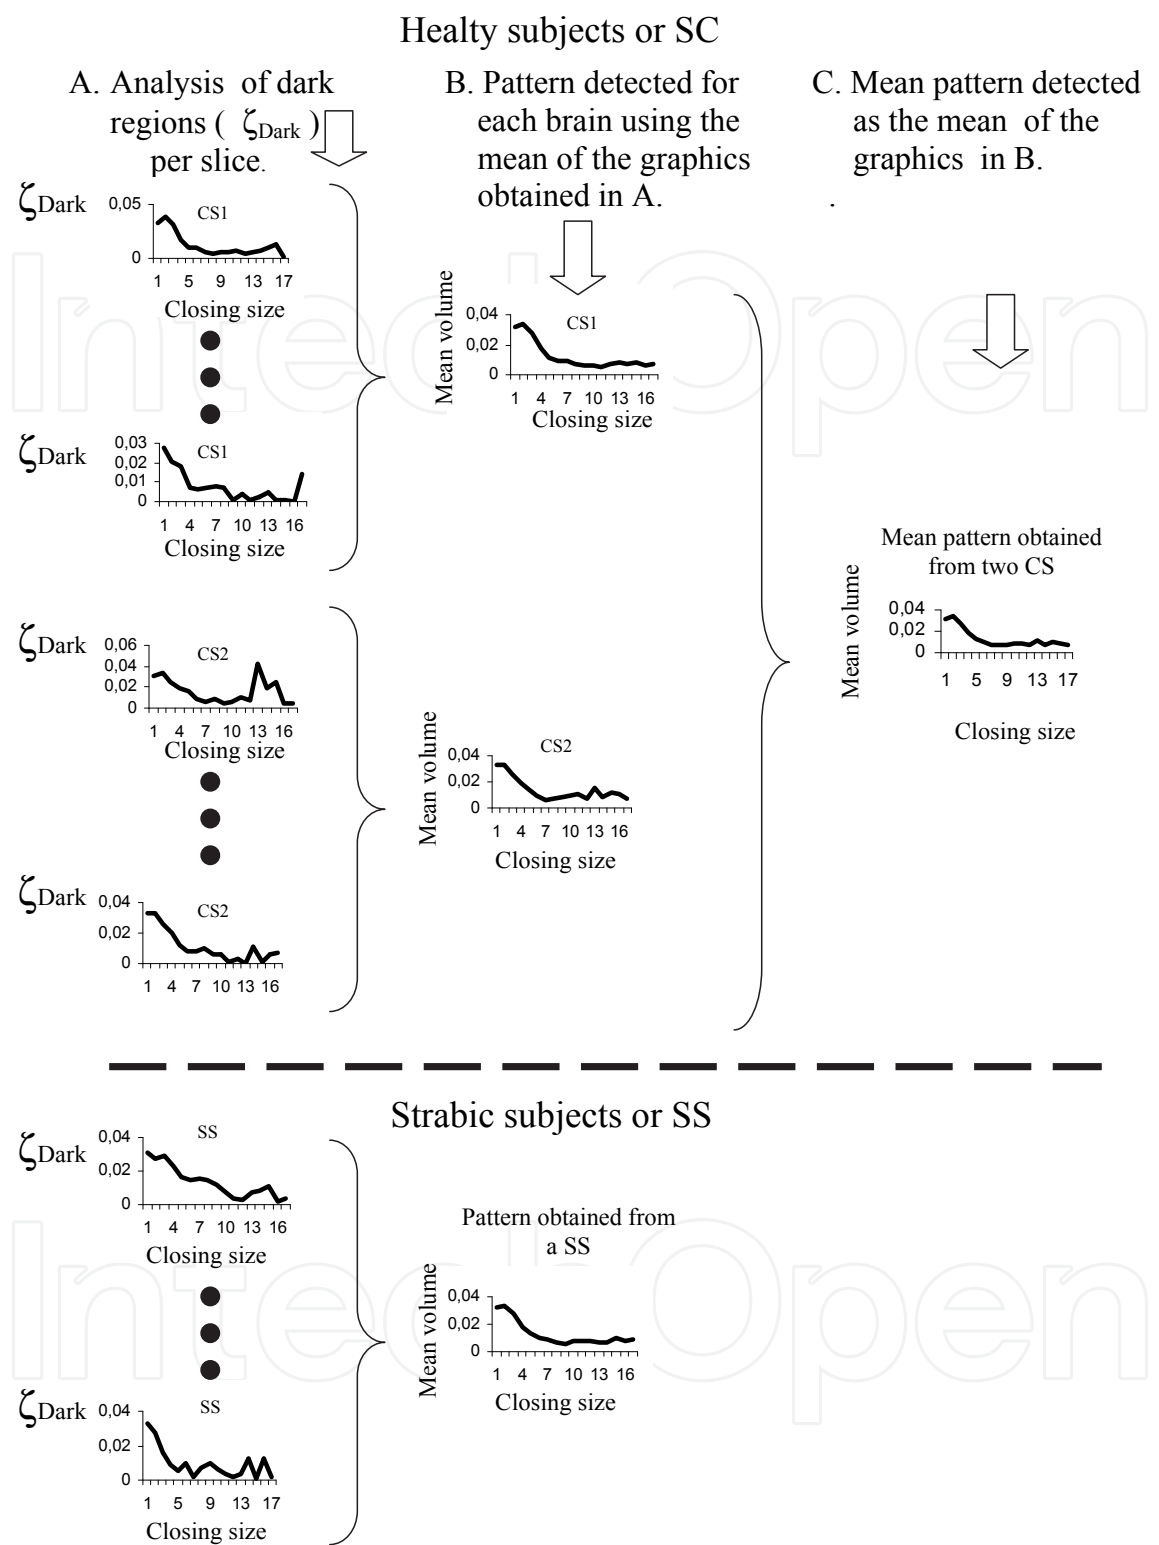 Healty subjects or SC
A. Analysis of dark
regions ( ζDark )
per slice.
B. Pattern detected for
each brain using the
mean of the graphics
obtained in A.
C. Mean pattern detected
as the mean of the
graphics in B.
.
ζDark
0,05
0
CS1
1 5 9 13 17
Closing size
ζDark
0,03
0,02
0,01
0
CS1
1 4 7 10 13 16
Closing size
Mean volume
0,04
0,02
0
CS1
1 4 7 10 13 16
Closing size
ζDark
0,06
0,04
0,02
0
CS2
1 4 7 10 13 16
Closing size
ζDark
0,04
0,02
0
CS2
1 4 7 10 13 16
Mean volume
0,04
0,02
0
CS2
1 4 7 10 13 16
Closing size
Mean pattern obtained
from two CS
Mean volume
0,04
0,02
0
1 5 9 13 17
Closing size
Strabic subjects or SS
ζDark
0,04
0,02
0
SS
1 4 7 10 13 16
Closing size
ζDark
0,04
0,02
0
SS
1 5 9 13 17
Closing size
Pattern obtained from
a SS
Mean volume
0,04
0,02
0
1 4 7 10 13 16
Closing size
IntechOpen
IntechOpen